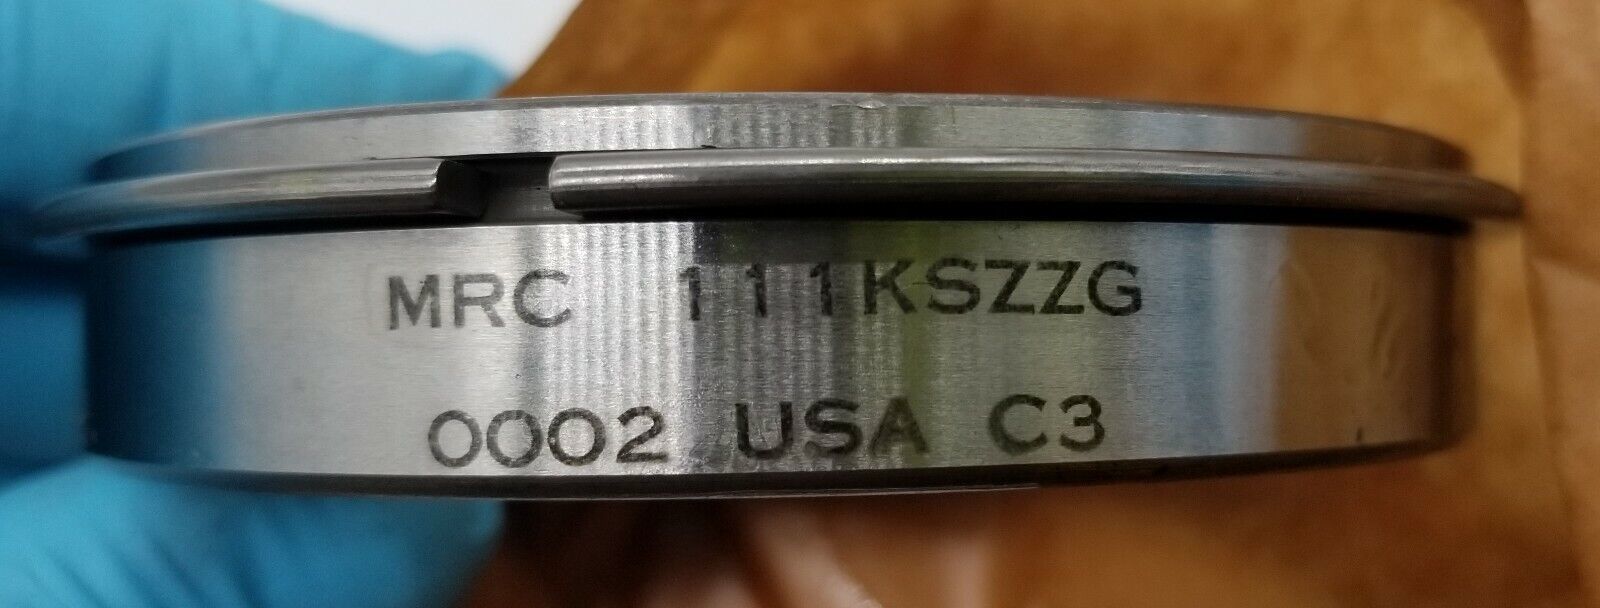 MRC 111KSZZG
0002 USA C3